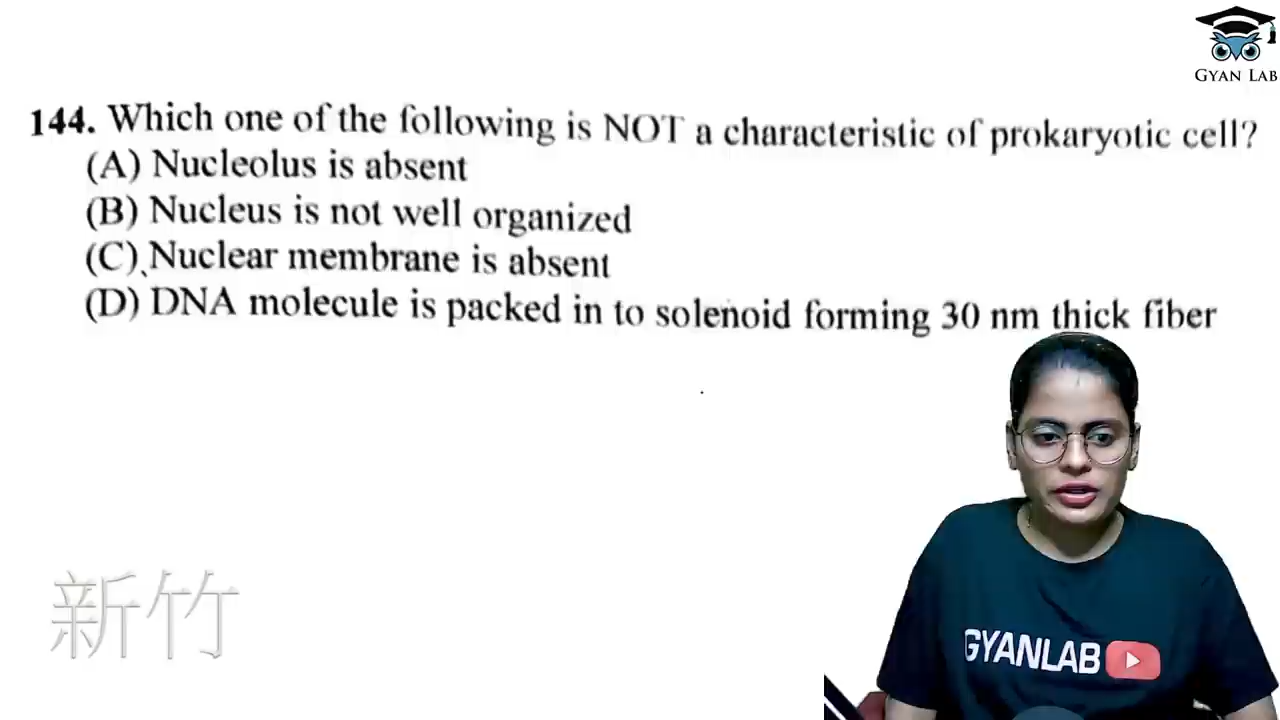 GYAN LAB
144. Which one of the following is NOT a characteristic of prokaryotic cell?
(A) Nucleolus is absent
(B) Nucleus is not well organized
(C) Nuclear membrane is absent
(D) DNA molecule is packed in to solenoid forming 30 nm thick fiber
新竹
GYANLAB